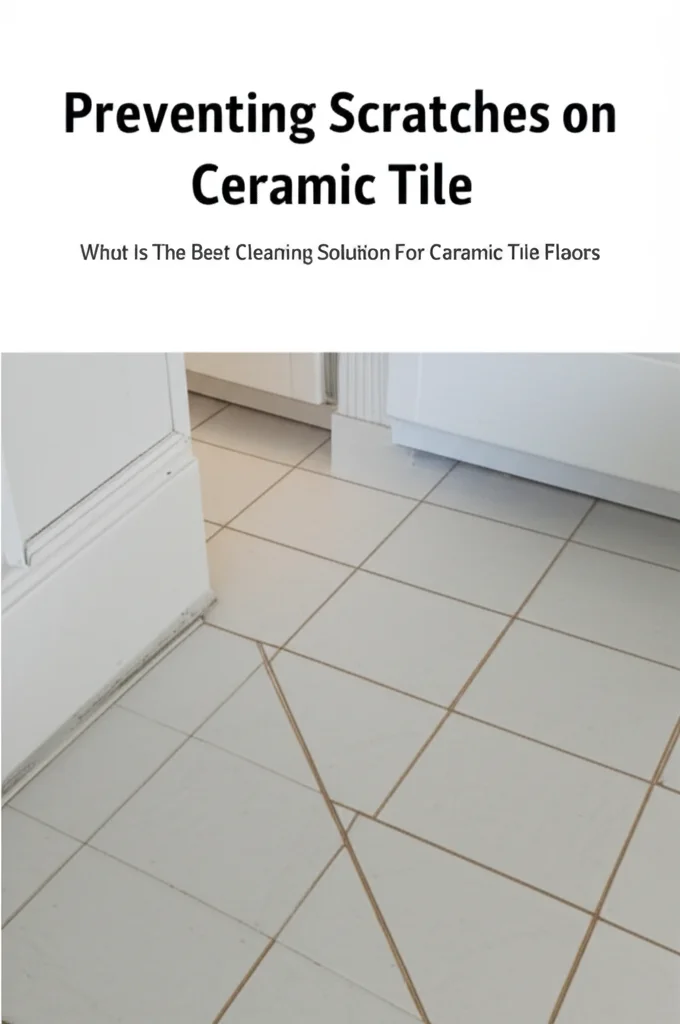 Preventing Scratches on
Ceramic Tile
Whut Is The Beet Cleaning Solution For Caramic Tile Flaors